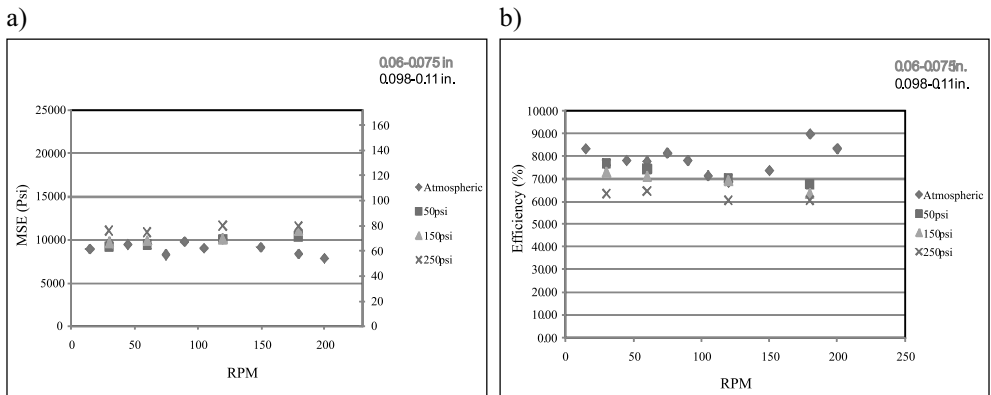 a)
0.06-0.075 in
0.098-0.11 in.
25000
20000
15000
10000
5000
0
160
140
120
100
80
60
40
20
0
0
50
100
150
200
MSE (Psi)
RPM
Atmospheric
50psi
150psi
250psi
b)
0.06-0.075in.
0.098-0.11in.
100.00
90.00
80.00
70.00
60.00
50.00
40.00
30.00
20.00
10.00
0.00
0
50
100
150
200
250
Efficiency (%)
RPM
Atmospheric
50psi
150psi
250psi